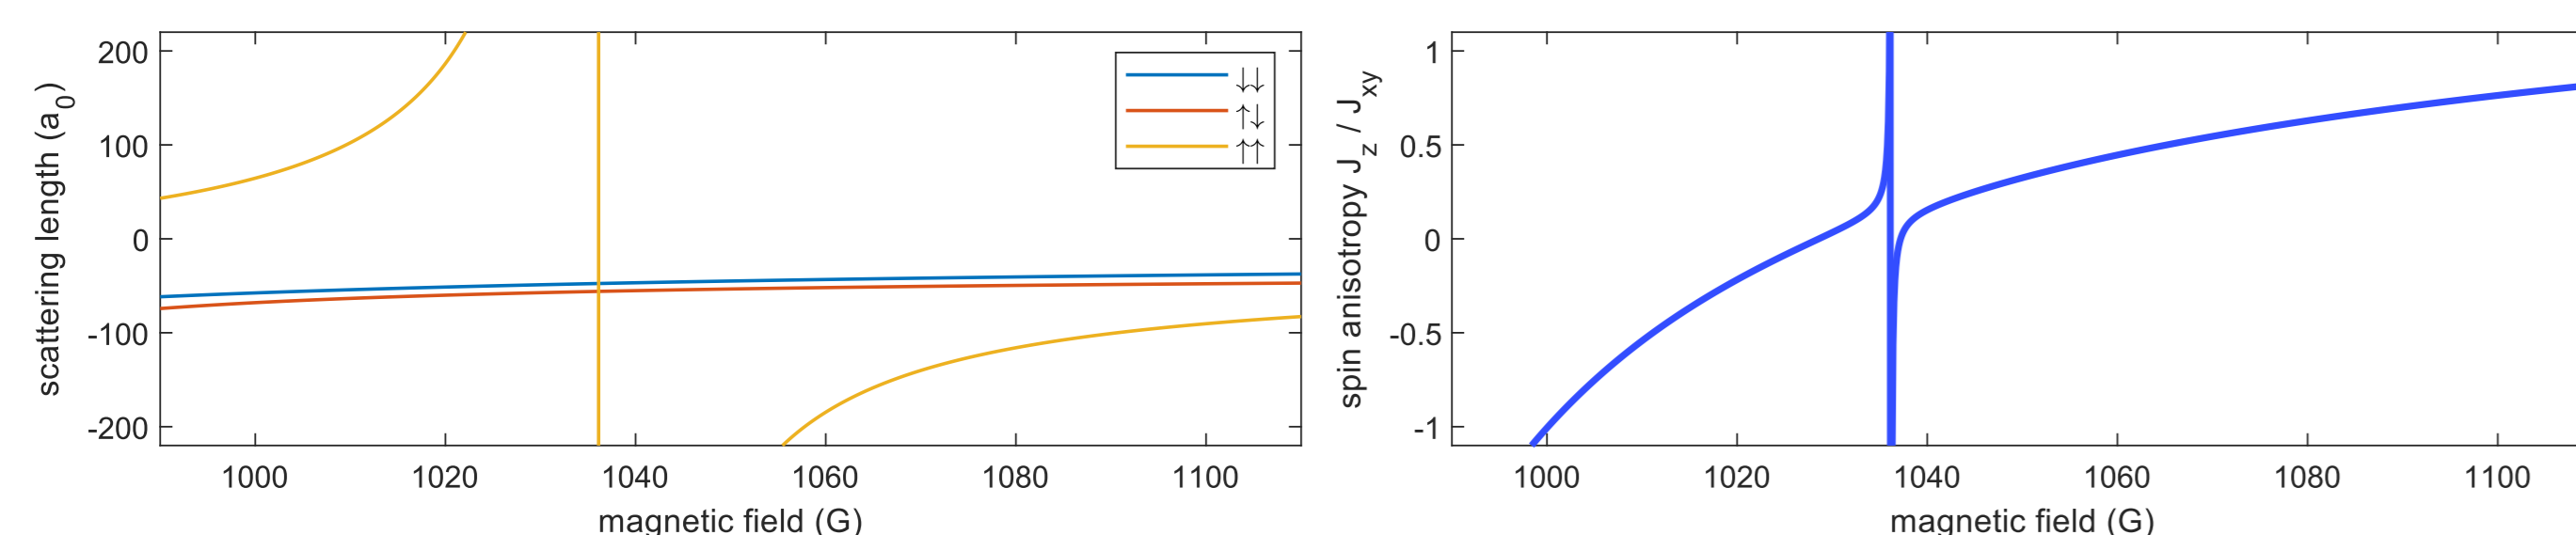 scattering length (a0)
200
100
0
-100
-200
↓↓
↑↓
↑↑
1000 1020 1040 1060 1080 1100
magnetic field (G)
spin anisotropy Jz / Jxy
1
0.5
0
-0.5
-1
1000 1020 1040 1060 1080 1100
magnetic field (G)